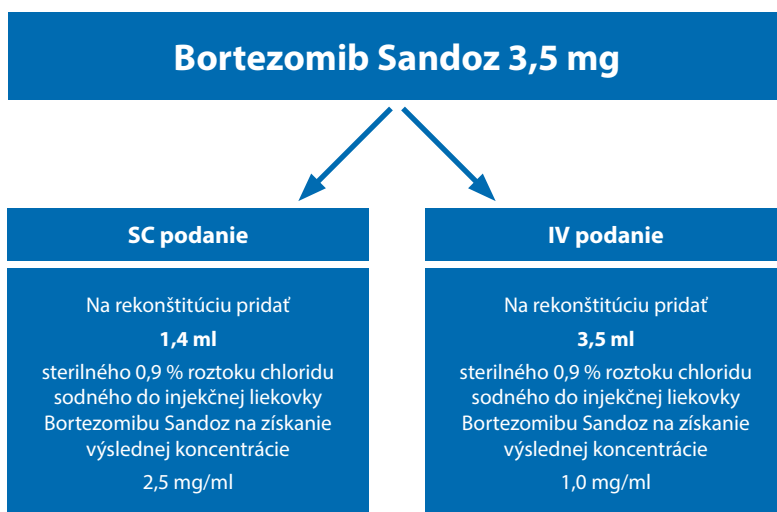 Bortezomib Sandoz 3,5 mg
SC podanie
Na rekonštitúciu pridať
1,4 ml
sterilného 0,9 % roztoku chloridu
sodného do injekčnej liekovky
Bortezomibu Sandoz na získanie
výslednej koncentrácie
2,5 mg/ml
IV podanie
Na rekonštitúciu pridať
3,5 ml
sterilného 0,9 % roztoku chloridu
sodného do injekčnej liekovky
Bortezomibu Sandoz na získanie
výslednej koncentrácie
1,0 mg/ml